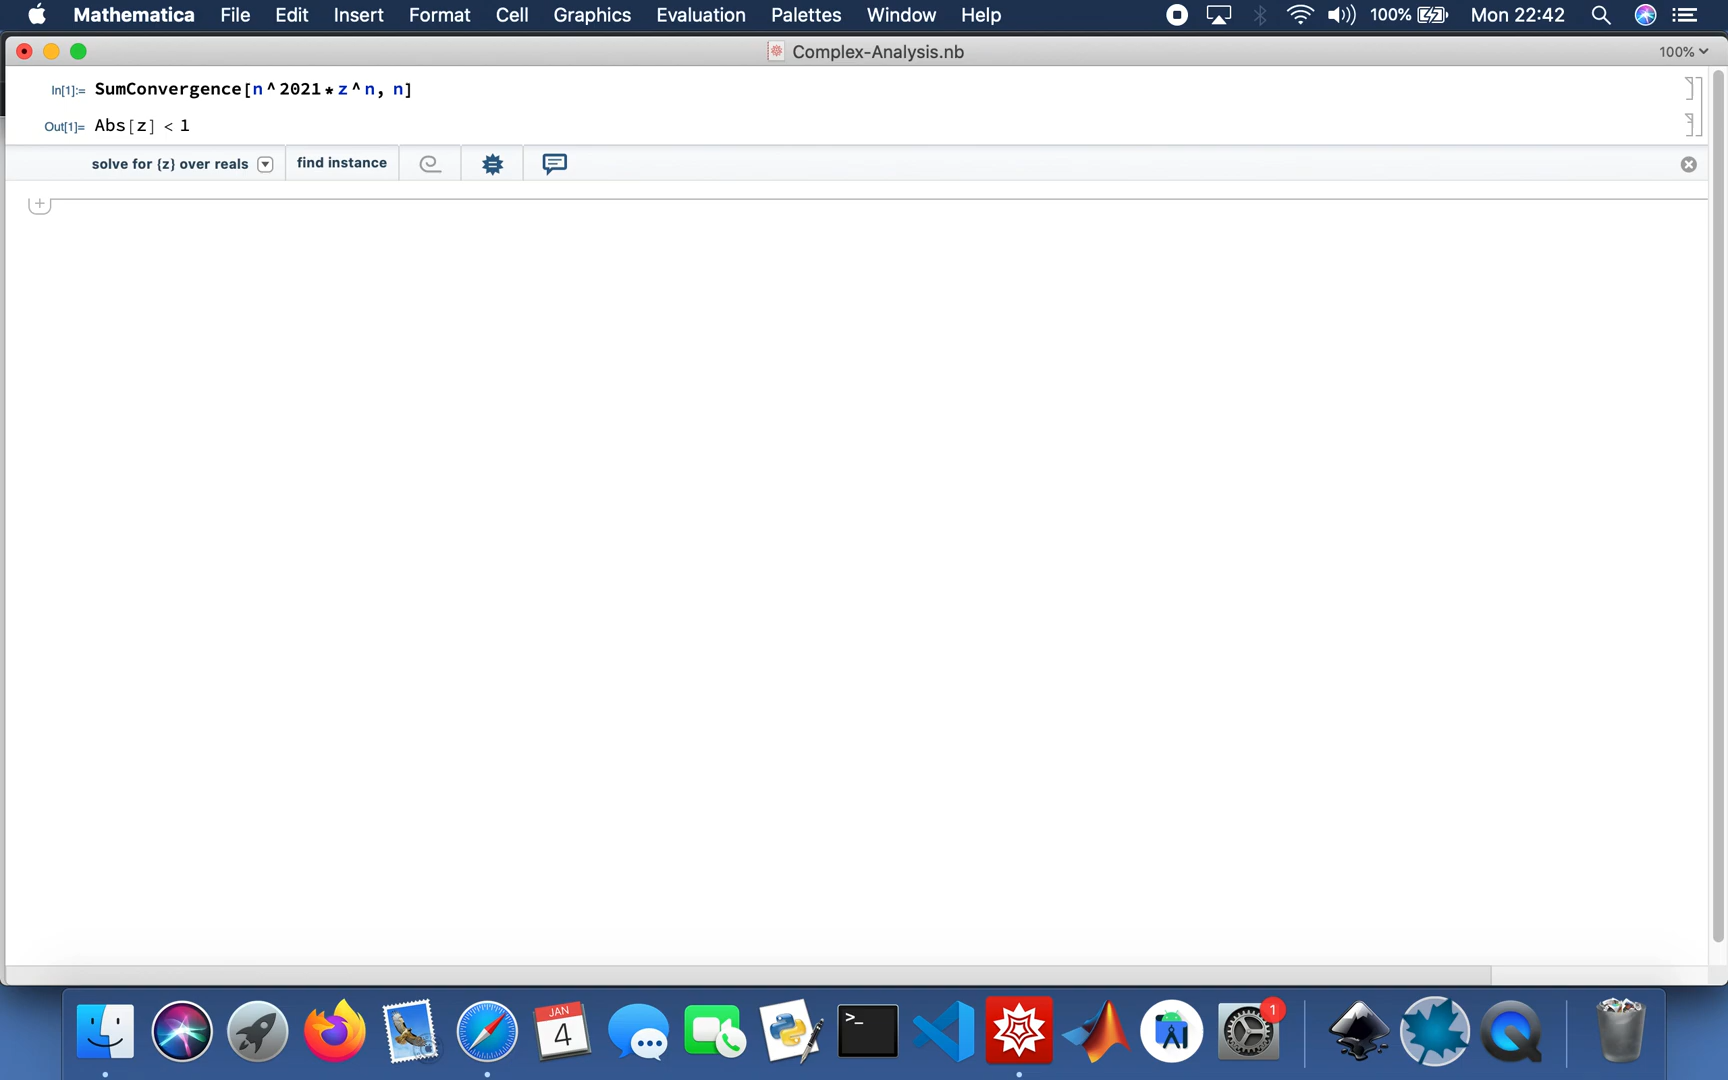 Mathematica File Edit Insert Format Cell Graphics Evaluation Palettes Window Help 100% Mon 22:42
Complex-Analysis.nb 100%
In[1]:= SumConvergence[n^2021*z^n, n]
Out[1]= Abs[z] < 1
solve for {z} over reals find instance
+
JAN
4
>_
1